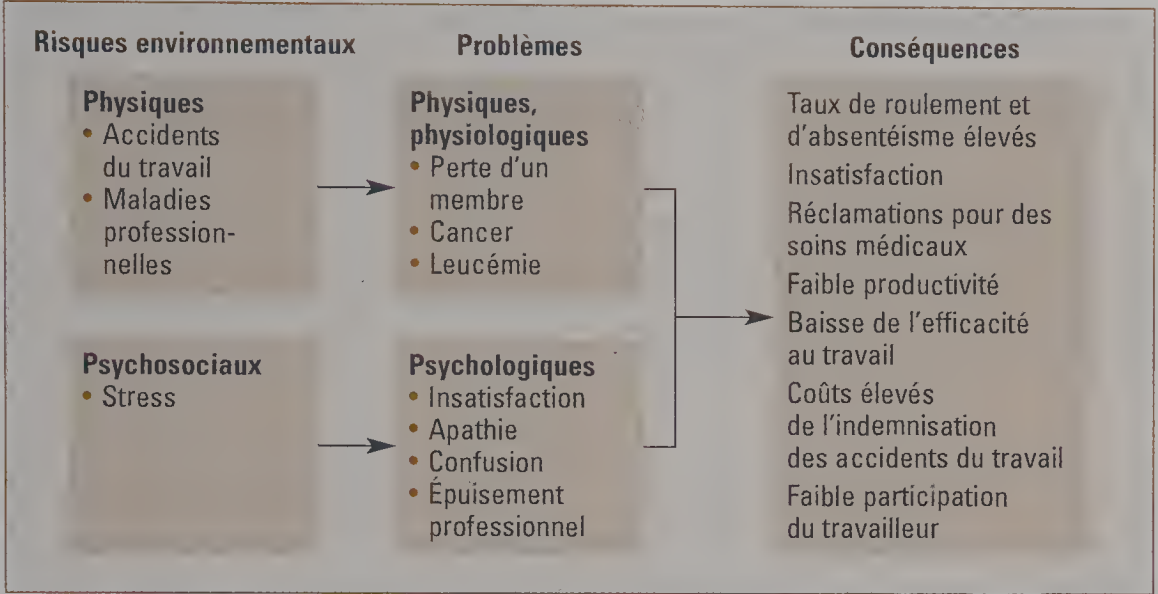 Risques environnementaux
Problèmes
Conséquences
Physiques
• Accidents
du travail
• Maladies
profession-
nelles
Physiques,
physiologiques
• Perte d'un
membre
• Cancer
• Leucémie
Psychosociaux
• Stress
Psychologiques
• Insatisfaction
• Apathie
• Confusion
• Épuisement
professionnel
Taux de roulement et
d'absentéisme élevés
Insatisfaction
Réclamations pour des
soins médicaux
Faible productivité
Baisse de l'efficacité
au travail
Coûts élevés
de l'indemnisation
des accidents du travail
Faible participation
du travailleur